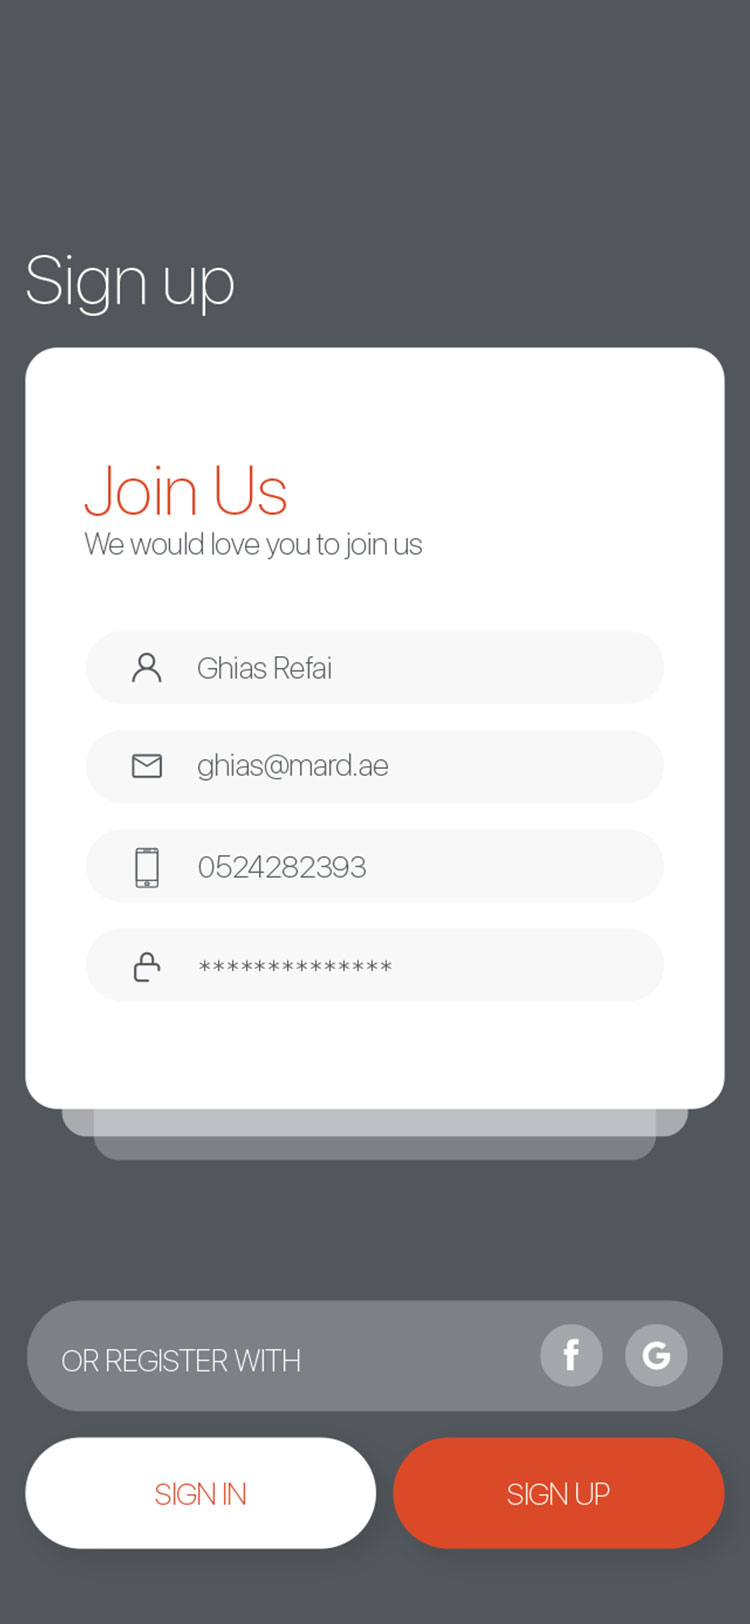 Sign up
Join Us
We would love you to join us
Ghias Refai
ghias@mard.ae
0524282393
**************
OR REGISTER WITH f G
SIGN IN SIGN UP